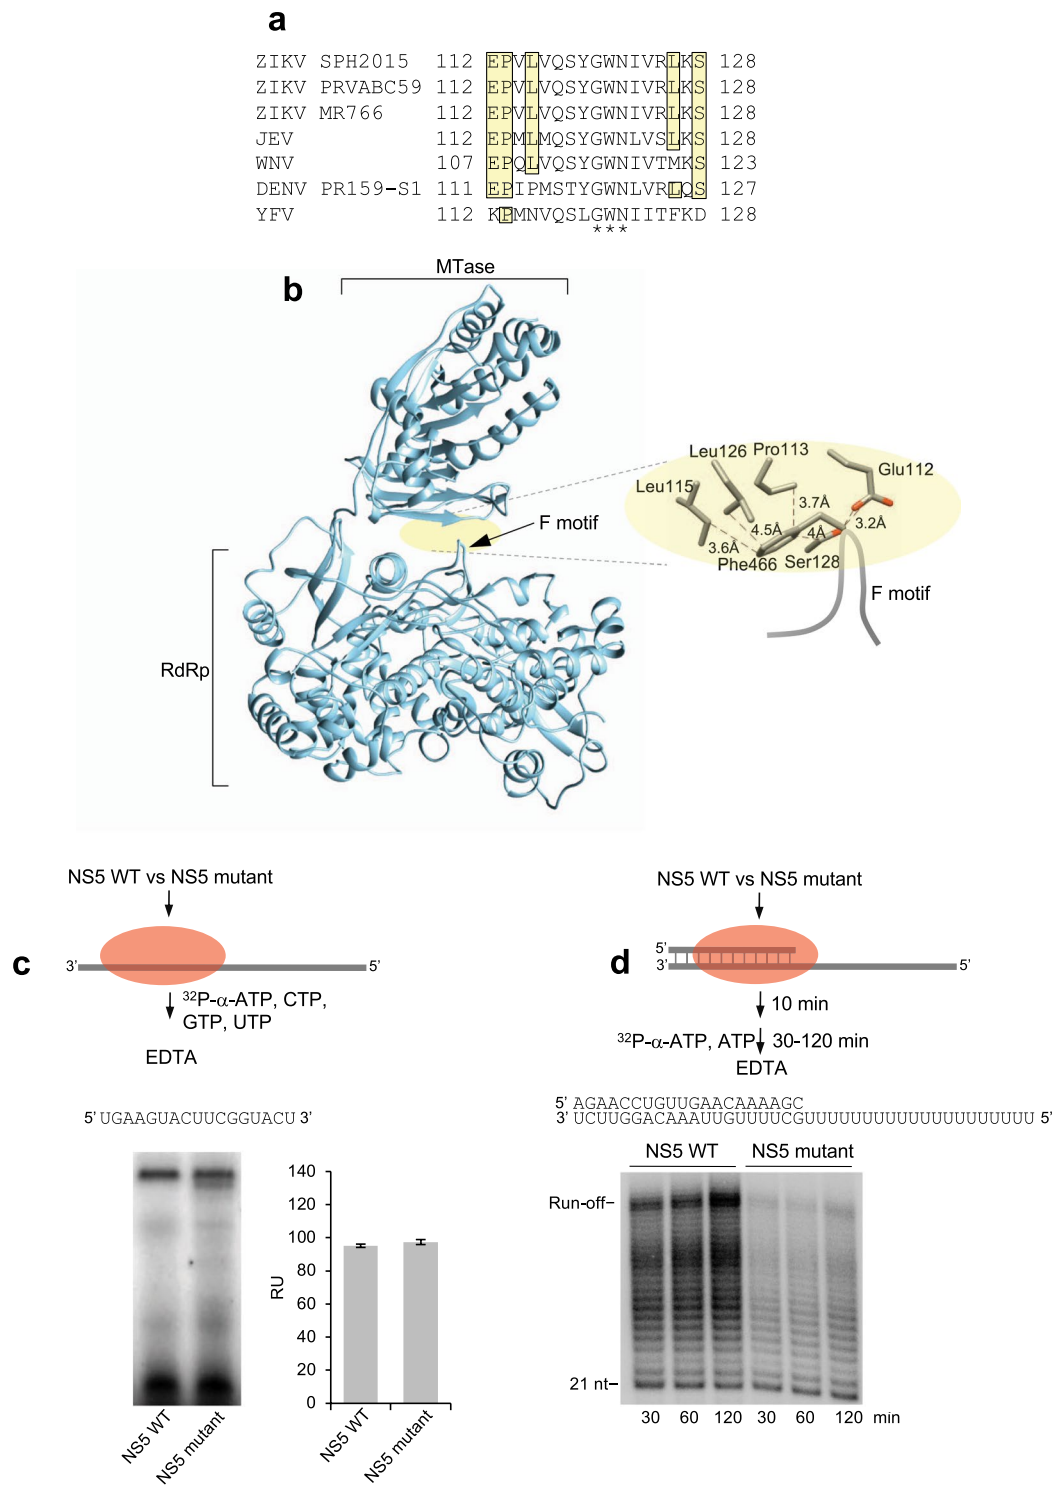 a
ZIKV SPH2015 112 EPVLVQSYGWNIVRLKS 128
ZIKV PRVABC59 112 EPVLVQSYGWNIVRLKS 128
ZIKV MR766 112 EPVLVQSYGWNIVRLKS 128
JEV 112 EPMLMQSYGWNLVSLKS 128
WNV 107 EPQLVQSYGWNIVTMKS 123
DENV PR159-S1 111 EPIPMSTYGWNLVRLQS 127
YFV 112 KPMNVQSLGWNIITFKD 128
***
b
MTase
F motif
RdRp
Leu126 Pro113
Glu112
Leu115
3.7Å
4.5Å
4Å
3.2Å
3.6Å
Phe466 Ser128
F motif
c
NS5 WT vs NS5 mutant
3' 5'
32P-α-ATP, CTP,
GTP, UTP
EDTA
5' UGAAGUACUUCGGUACU 3'
NS5 WT
NS5 mutant
RU
140
120
100
80
60
40
20
0
NS5 WT
NS5 mutant
d
NS5 WT vs NS5 mutant
5'
3' 5'
10 min
32P-α-ATP, ATP 30-120 min
EDTA
5' AGAACCUGUUGAACAAAAGC
3' UCUUGGACAAAUUGUUUUCGUUUUUUUUUUUUUUUUUUUUUUUU 5'
NS5 WT NS5 mutant
Run-off
21 nt
30 60 120 30 60 120 min